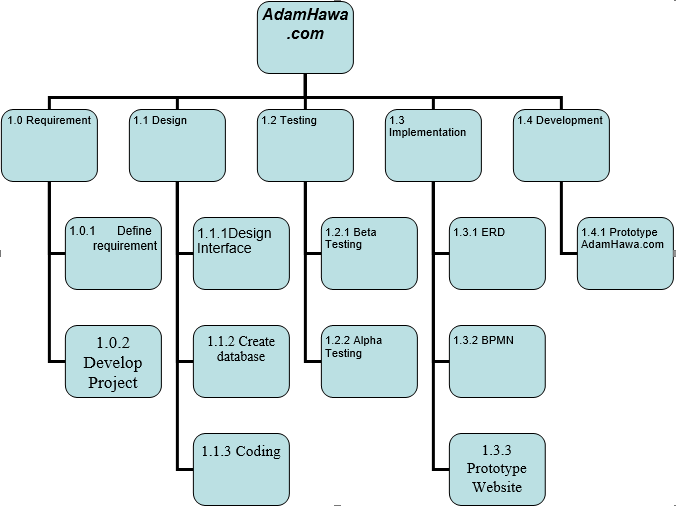 AdamHawa
.com
1.0 Requirement
1.1 Design
1.2 Testing
1.3
Implementation
1.4 Development
1.0.1 Define
requirement
1.1.1Design
Interface
1.2.1 Beta
Testing
1.3.1 ERD
1.4.1 Prototype
AdamHawa.com
1.0.2
Develop
Project
1.1.2 Create
database
1.2.2 Alpha
Testing
1.3.2 BPMN
1.1.3 Coding
1.3.3
Prototype
Website